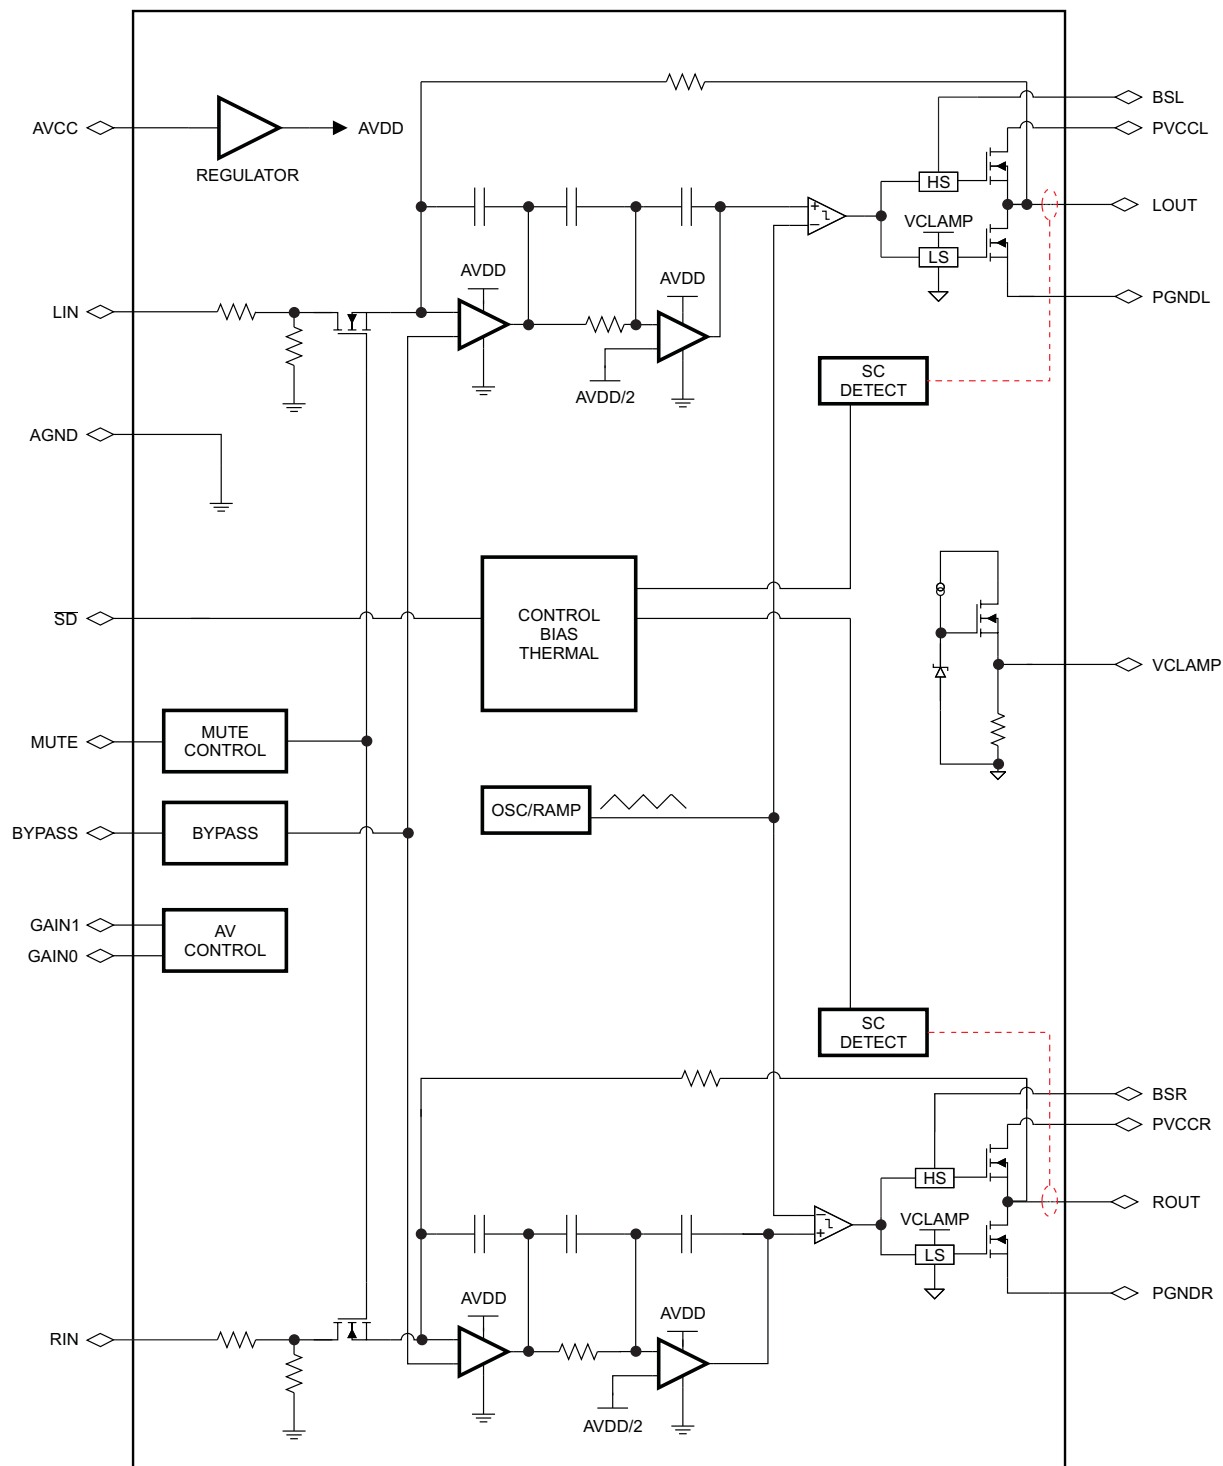 BSL
AVCC
AVDD
PVCCL
REGULATOR
HS
LOUT
VCLAMP
LS
AVDD
AVDD
LIN
PGNDL
AVDD/2
SC
DETECT
AGND
SD
CONTROL
BIAS
THERMAL
VCLAMP
MUTE
MUTE
CONTROL
OSC/RAMP
BYPASS
BYPASS
GAIN1
GAIN0
AV
CONTROL
SC
DETECT
BSR
PVCCR
HS
ROUT
VCLAMP
LS
AVDD
AVDD
PGNDR
RIN
AVDD/2